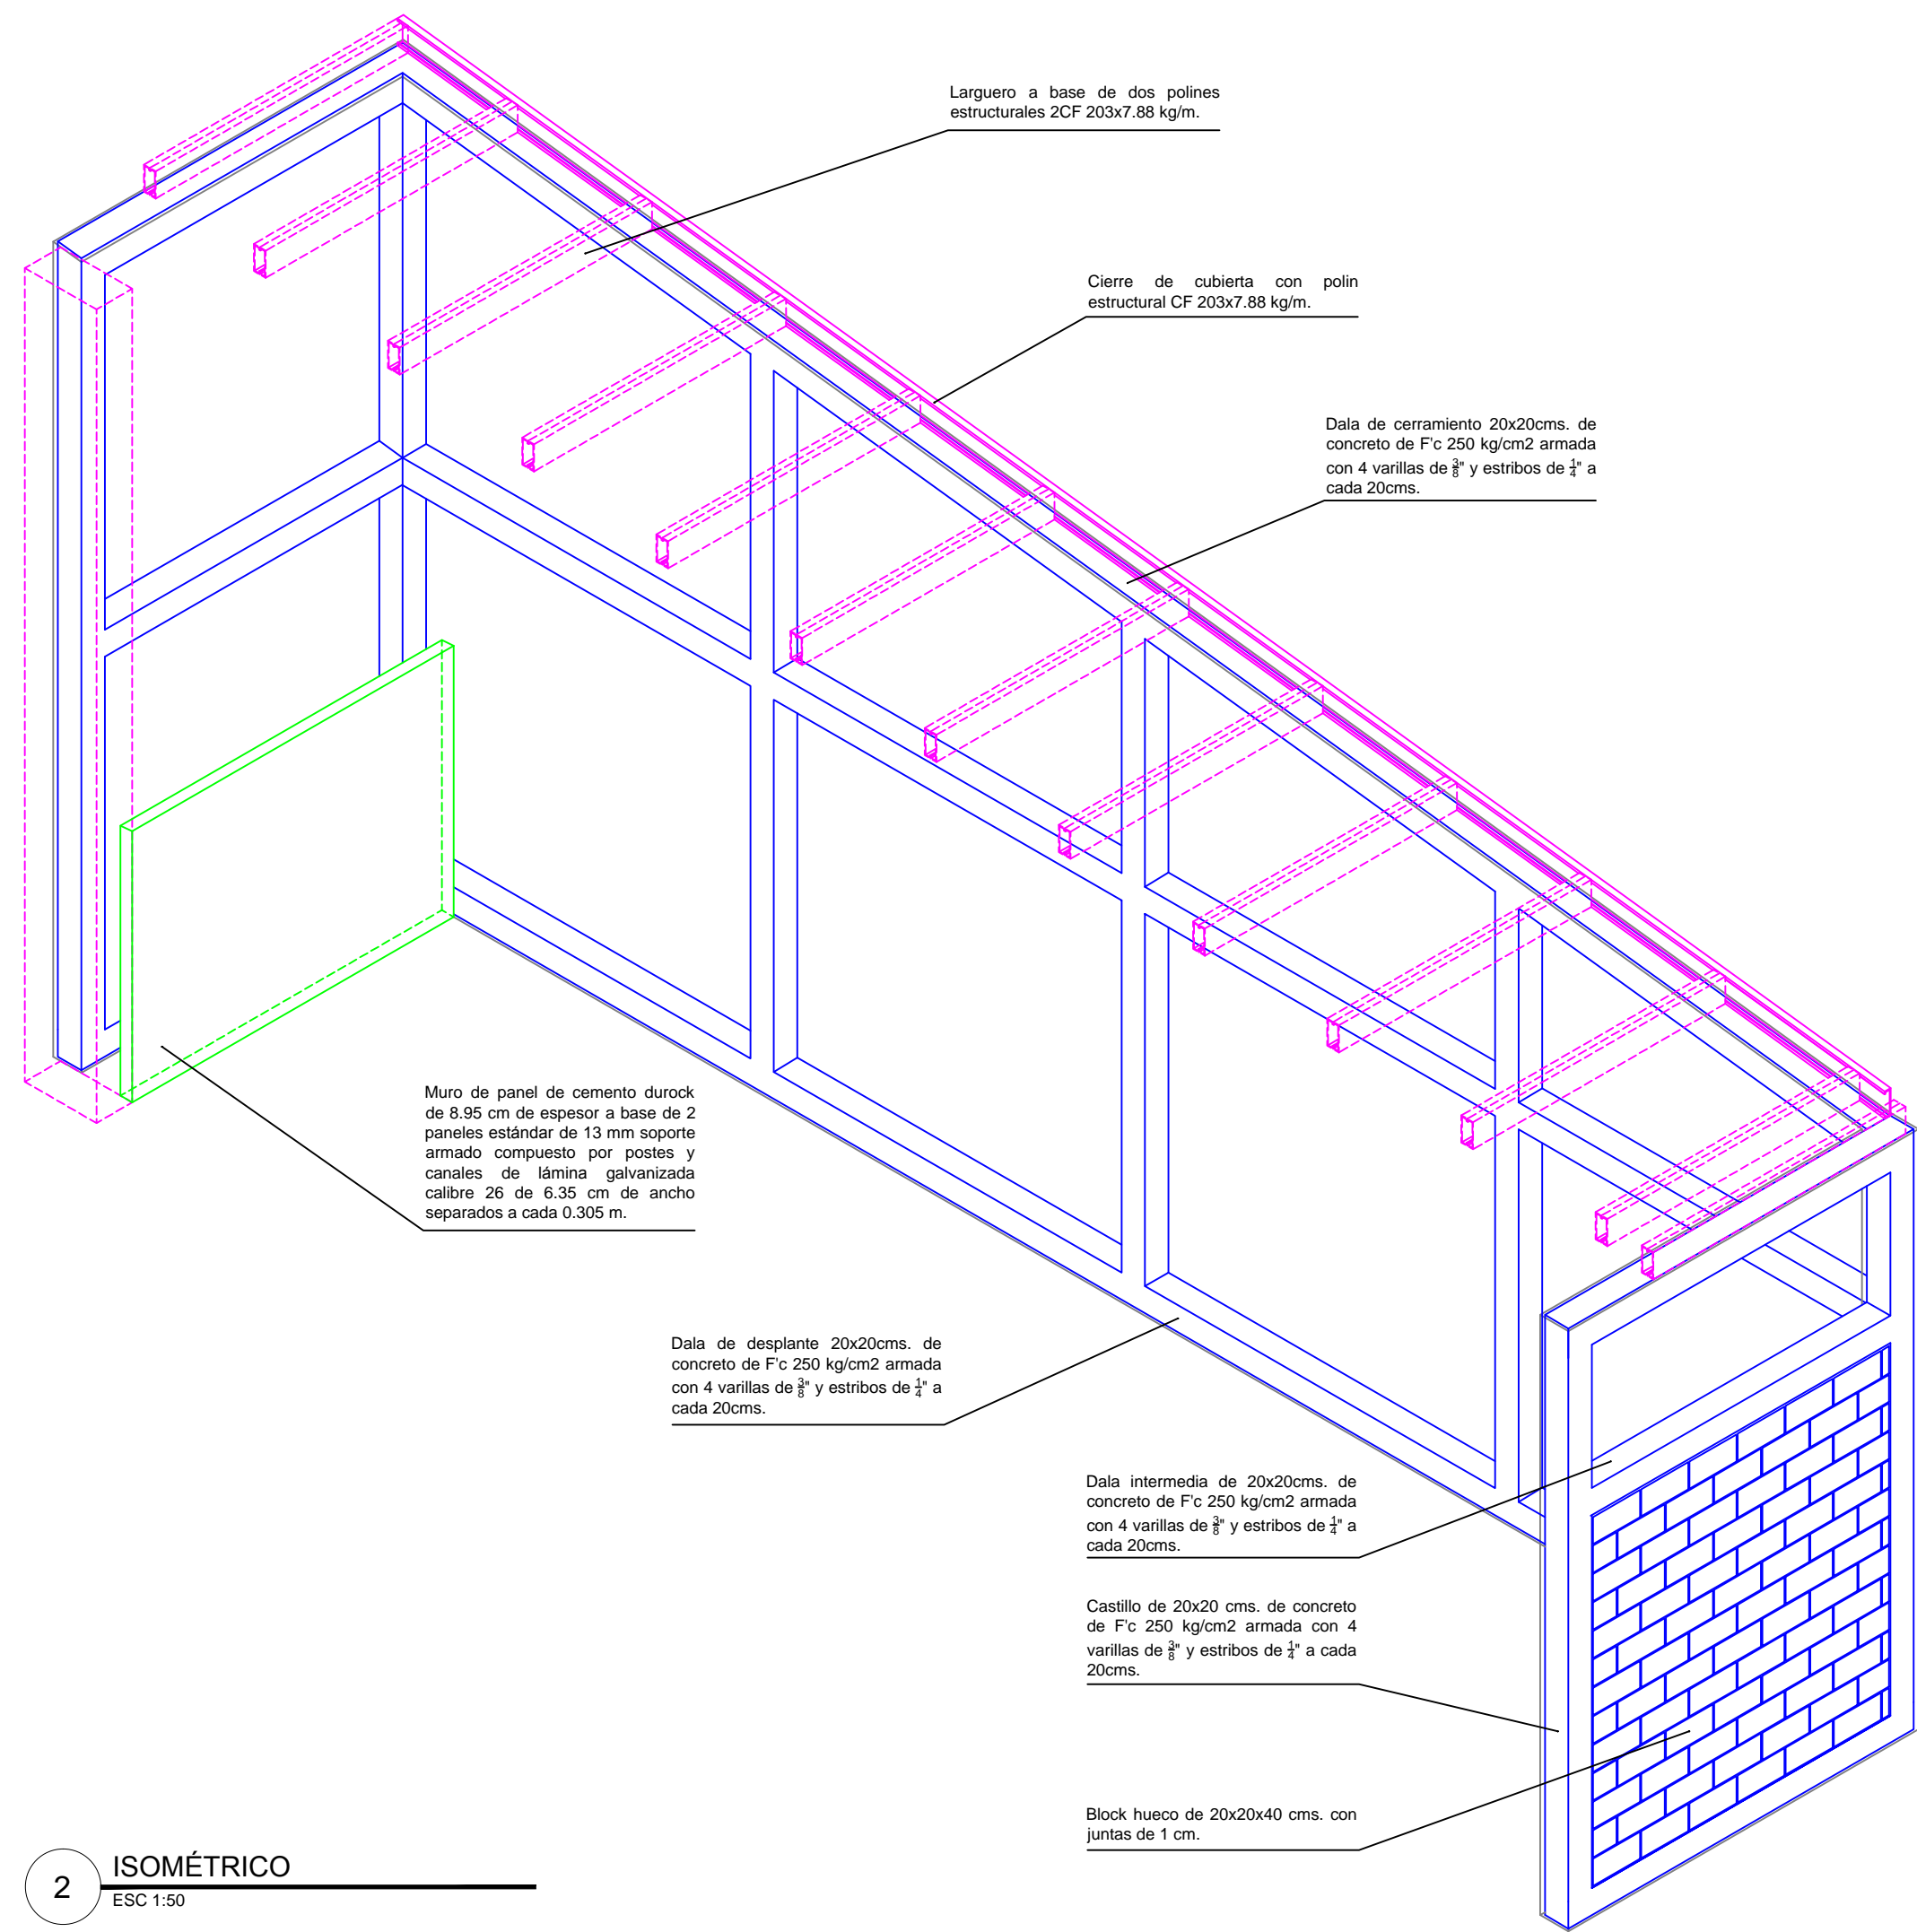 Larguero a base de dos polines
estructurales 2CF 203x7.88 kg/m.
Cierre de cubierta con polin
estructural CF 203x7.88 kg/m.
Dala de cerramiento 20x20cms. de
concreto de F'c 250 kg/cm2 armada
con 4 varillas de 3/8" y estribos de 1/4" a
cada 20cms.
Muro de panel de cemento durock
de 8.95 cm de espesor a base de 2
paneles estándar de 13 mm soporte
armado compuesto por postes y
canales de lámina galvanizada
calibre 26 de 6.35 cm de ancho
separados a cada 0.305 m.
Dala de desplante 20x20cms. de
concreto de F'c 250 kg/cm2 armada
con 4 varillas de 3/8" y estribos de 1/4" a
cada 20cms.
Dala intermedia de 20x20cms. de
concreto de F'c 250 kg/cm2 armada
con 4 varillas de 3/8" y estribos de 1/4" a
cada 20cms.
Castillo de 20x20 cms. de concreto
de F'c 250 kg/cm2 armada con 4
varillas de 3/8" y estribos de 1/4" a cada
20cms.
Block hueco de 20x20x40 cms. con
juntas de 1 cm.
2
ISOMÉTRICO
ESC 1:50